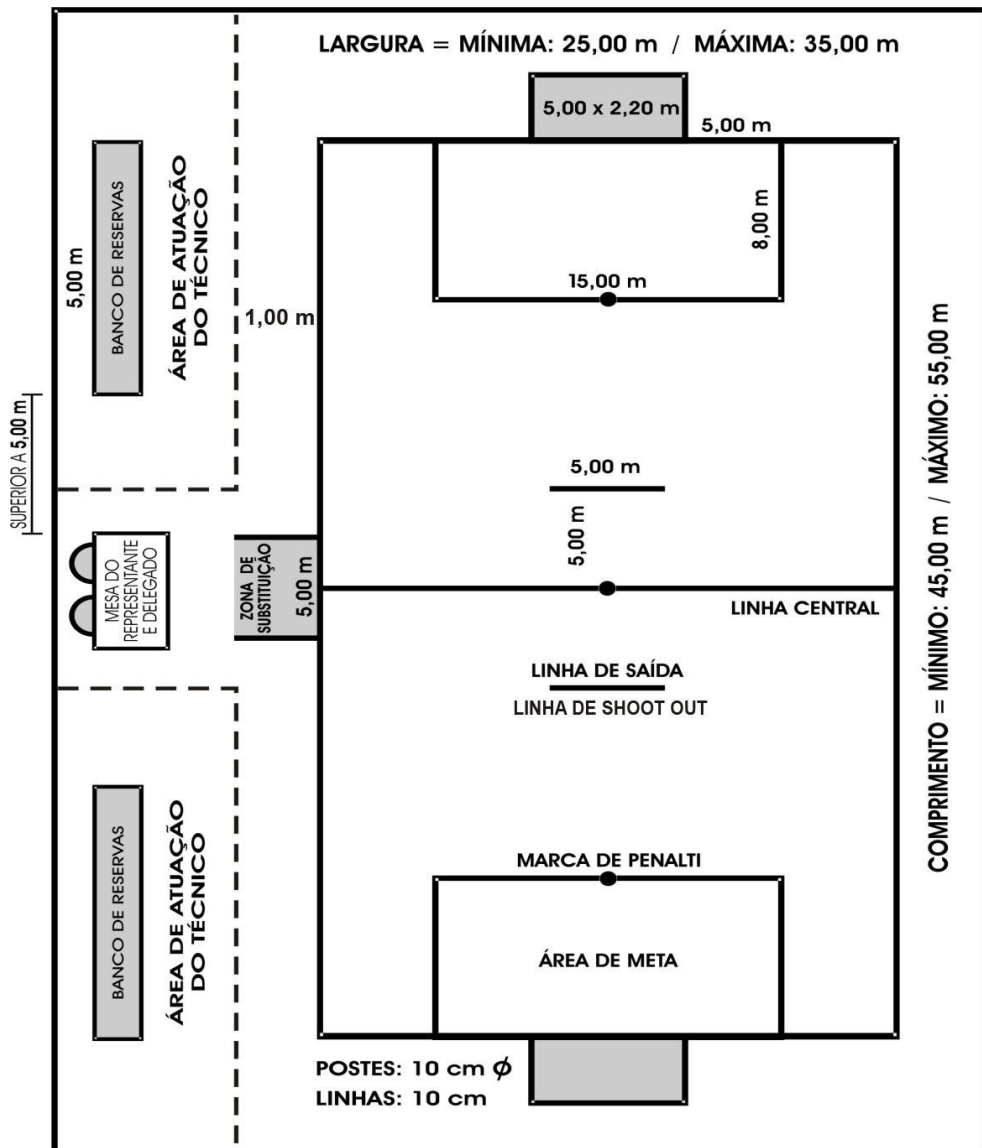 LARGURA = MÍNIMA: 25,00 m / MÁXIMA: 35,00 m
5,00 x 2,20 m
5,00 m
BANCO DE RESERVAS
5,00 m
ÁREA DE ATUAÇÃO
DO TÉCNICO
8,00 m
15,00 m
1,00 m
SUPERIOR A 5,00 m
COMPRIMENTO = MÍNIMO: 45,00 m / MÁXIMO: 55,00 m
5,00 m
5,00 m
MESA DO
REPRESENTANTE
E DELEGADO
ZONA DE
SUBSTITUIÇÃO
5,00 m
LINHA CENTRAL
LINHA DE SAÍDA
LINHA DE SHOOT OUT
BANCO DE RESERVAS
ÁREA DE ATUAÇÃO
DO TÉCNICO
MARCA DE PENALTI
ÁREA DE META
POSTES: 10 cm ϕ
LINHAS: 10 cm